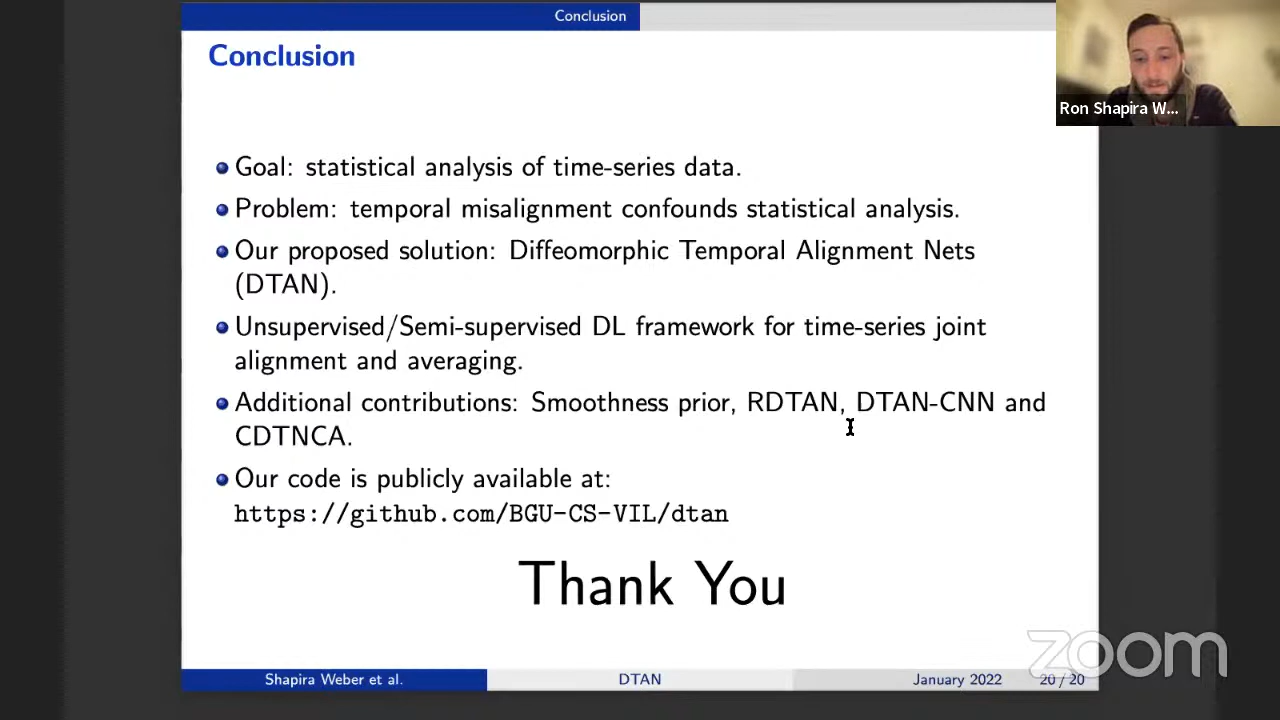 Conclusion
Conclusion
Ron Shapira W...
Goal: statistical analysis of time-series data.
Problem: temporal misalignment confounds statistical analysis.
Our proposed solution: Diffeomorphic Temporal Alignment Nets
(DTAN).
Unsupervised/Semi-supervised DL framework for time-series joint
alignment and averaging.
Additional contributions: Smoothness prior, RDTAN, DTAN-CNN and
CDTNCA.
Our code is publicly available at:
https://github.com/BGU-CS-VIL/dtan
Thank You
zoom
Shapira Weber et al. DTAN January 2022 20 / 20